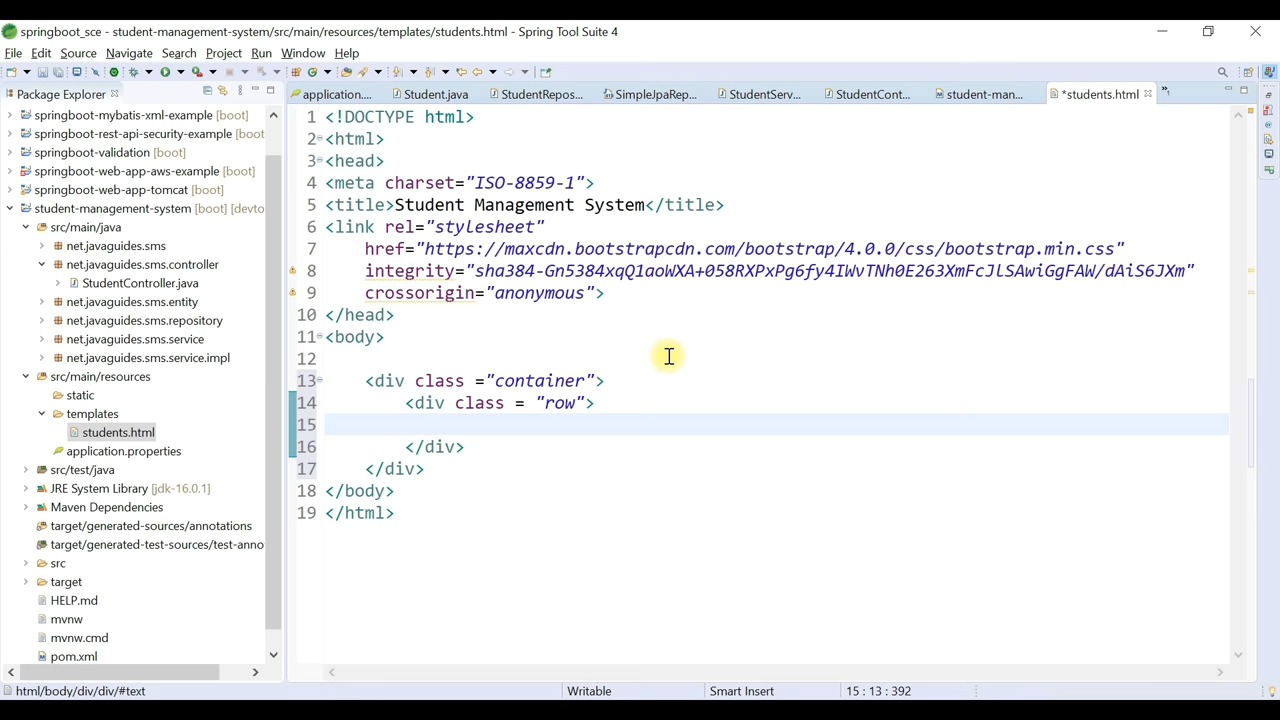 springboot_sce - student-management-system/src/main/resources/templates/students.html - Spring Tool Suite 4
File Edit Source Navigate Search Project Run Window Help
Package Explorer
springboot-mybatis-xml-example [boot]
springboot-rest-api-security-example [boot
springboot-validation [boot]
springboot-web-app-aws-example [boot]
springboot-web-app-tomcat [boot]
student-management-system [boot] [devto
src/main/java
net.javaguides.sms
net.javaguides.sms.controller
StudentController.java
net.javaguides.sms.entity
net.javaguides.sms.repository
net.javaguides.sms.service
net.javaguides.sms.service.impl
src/main/resources
static
templates
students.html
application.properties
src/test/java
JRE System Library [jdk-16.0.1]
Maven Dependencies
target/generated-sources/annotations
target/generated-test-sources/test-anno
src
target
HELP.md
mvnw
mvnw.cmd
pom.xml
application.... Student.java StudentRepos... SimpleJpaRep... StudentServ... StudentCont... student-man... *students.html
1 <!DOCTYPE html>
2 <html>
3 <head>
4 <meta charset="ISO-8859-1">
5 <title>Student Management System</title>
6 <link rel="stylesheet"
7 href="https://maxcdn.bootstrapcdn.com/bootstrap/4.0.0/css/bootstrap.min.css"
8 integrity="sha384-Gn5384xqQ1aoWXA+058RXPxPg6fy4IWvTNh0E263XmFcJlSAwiGgFAW/dAiS6JXm"
9 crossorigin="anonymous">
10 </head>
11 <body>
12
13 <div class ="container">
14 <div class = "row">
15
16 </div>
17 </div>
18 </body>
19 </html>
html/body/div/div/#text Writable Smart Insert 15 : 13 : 392